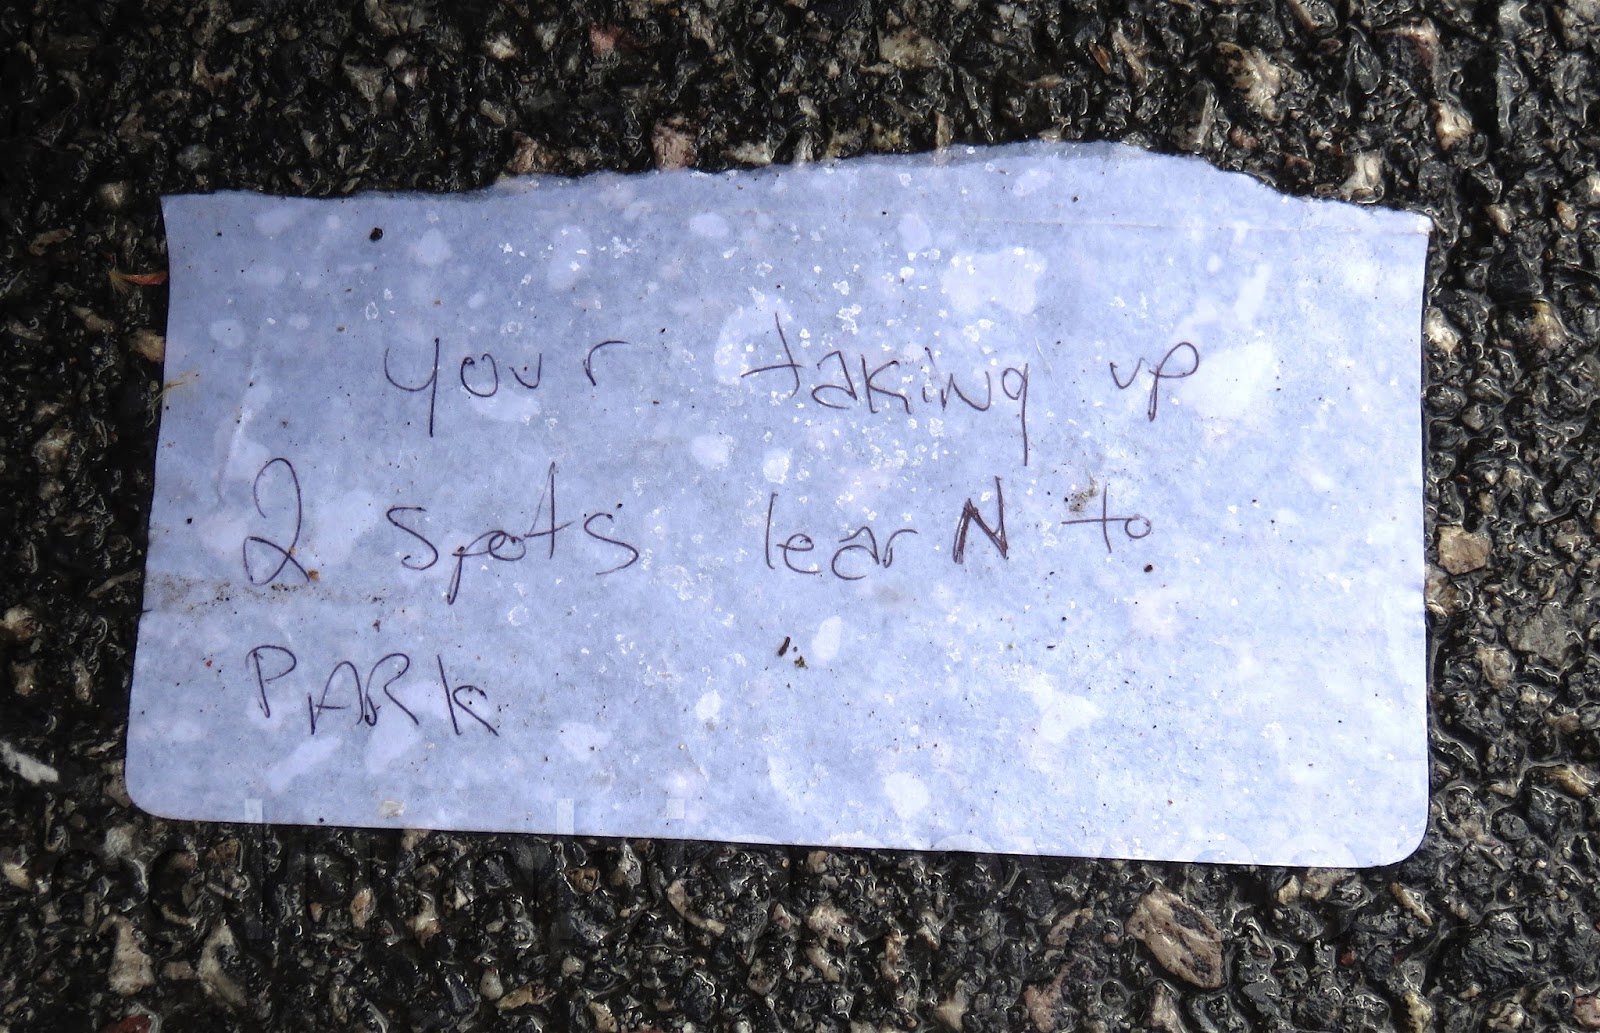 your taking up
2 spots learN to
PARK